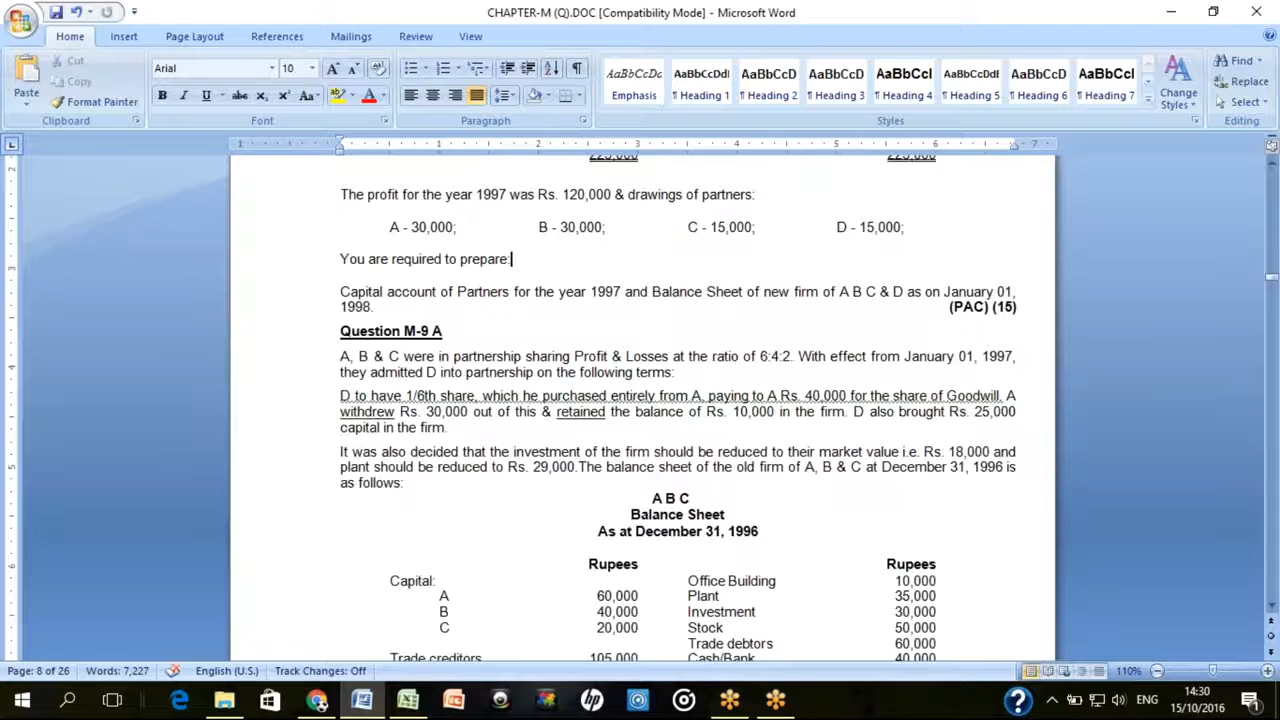 CHAPTER-M (Q).DOC [Compatibility Mode] - Microsoft Word
Home Insert Page Layout References Mailings Review View
Paste
Cut
Copy
Format Painter
Clipboard
Arial 10
Font
Paragraph
AaBbCcDc AaBbCcDdI AaBbCcD AaBbCcD AaBbCcI AaBbCcDdE AaBbCcD AaBbCcI
Emphasis ¶ Heading 1 ¶ Heading 2 ¶ Heading 3 ¶ Heading 4 ¶ Heading 5 ¶ Heading 6 ¶ Heading 7
Change Styles
Styles
Find
Replace
Select
Editing
225,000 225,000
The profit for the year 1997 was Rs. 120,000 & drawings of partners:
A - 30,000; B - 30,000; C - 15,000; D - 15,000;
You are required to prepare:
Capital account of Partners for the year 1997 and Balance Sheet of new firm of A B C & D as on January 01,
1998. (PAC) (15)
Question M-9 A
A, B & C were in partnership sharing Profit & Losses at the ratio of 6:4:2. With effect from January 01, 1997,
they admitted D into partnership on the following terms:
D to have 1/6th share, which he purchased entirely from A, paying to A Rs. 40,000 for the share of Goodwill. A
withdrew Rs. 30,000 out of this & retained the balance of Rs. 10,000 in the firm. D also brought Rs. 25,000
capital in the firm.
It was also decided that the investment of the firm should be reduced to their market value i.e. Rs. 18,000 and
plant should be reduced to Rs. 29,000.The balance sheet of the old firm of A, B & C at December 31, 1996 is
as follows:
A B C
Balance Sheet
As at December 31, 1996
Rupees Rupees
Capital: Office Building 10,000
A 60,000 Plant 35,000
B 40,000 Investment 30,000
C 20,000 Stock 50,000
Trade debtors 60,000
Trade creditors 105,000 Cash/Bank 40,000
Page: 8 of 26 Words: 7,227 English (U.S.) Track Changes: Off 110%
ENG 14:30
15/10/2016